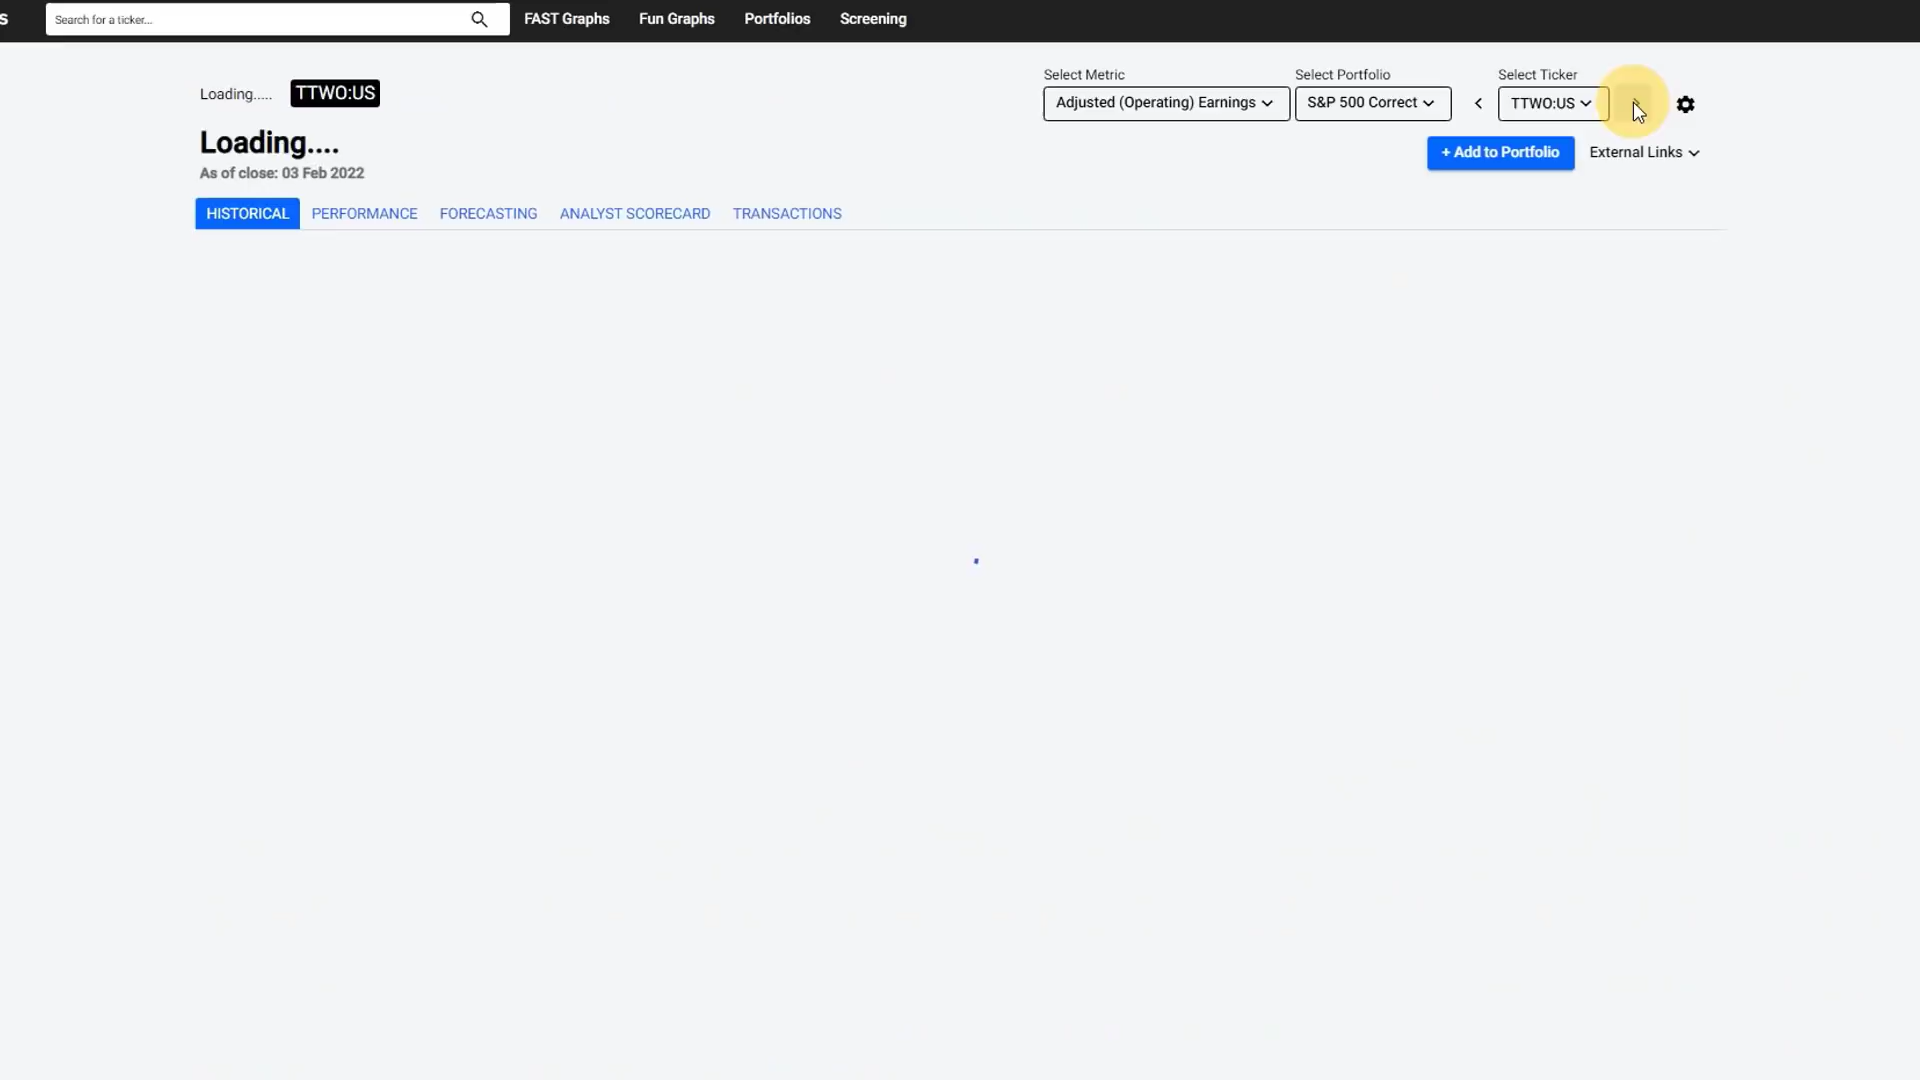 s
Search for a ticker...
FAST Graphs
Fun Graphs
Portfolios
Screening
Loading.....
TTWO:US
Select Metric
Select Portfolio
Select Ticker
Adjusted (Operating) Earnings
S&P 500 Correct
TTWO:US
Loading....
As of close: 03 Feb 2022
+ Add to Portfolio
External Links
HISTORICAL
PERFORMANCE
FORECASTING
ANALYST SCORECARD
TRANSACTIONS